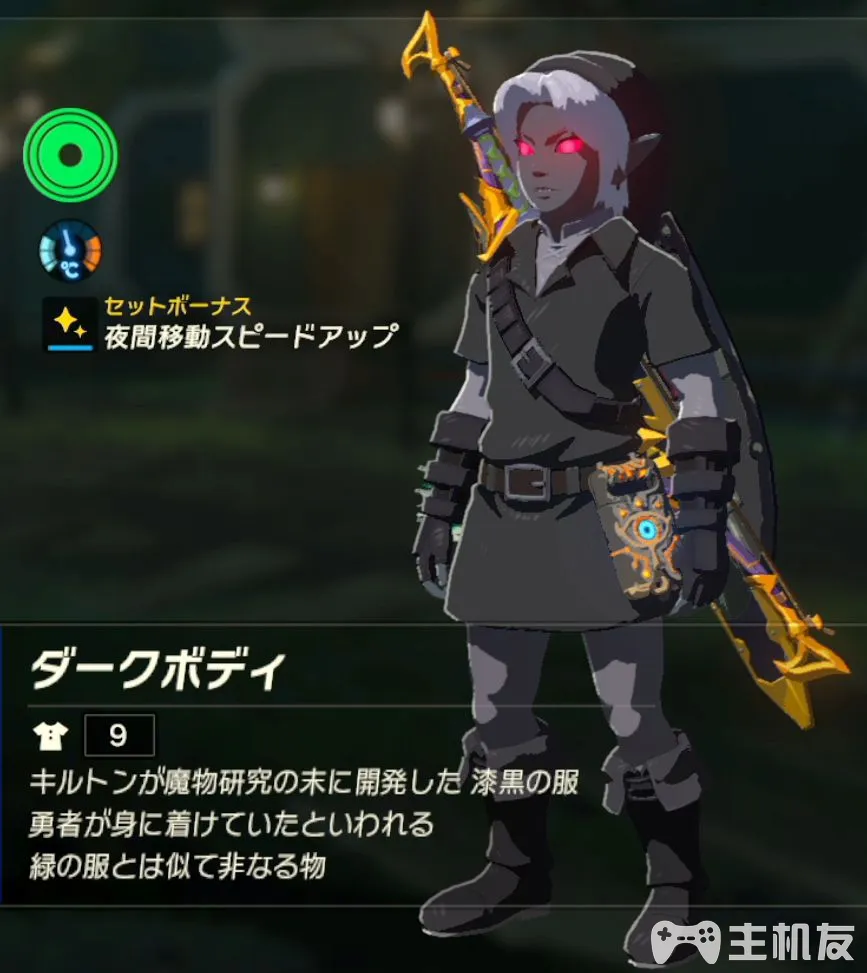 ℃
セットボーナス
夜間移動スピードアップ
ダークボディ
9
キルトンが魔物研究の末に開発した 漆黒の服
勇者が身に着けていたといわれる
緑の服とは似て非なる物
主机友